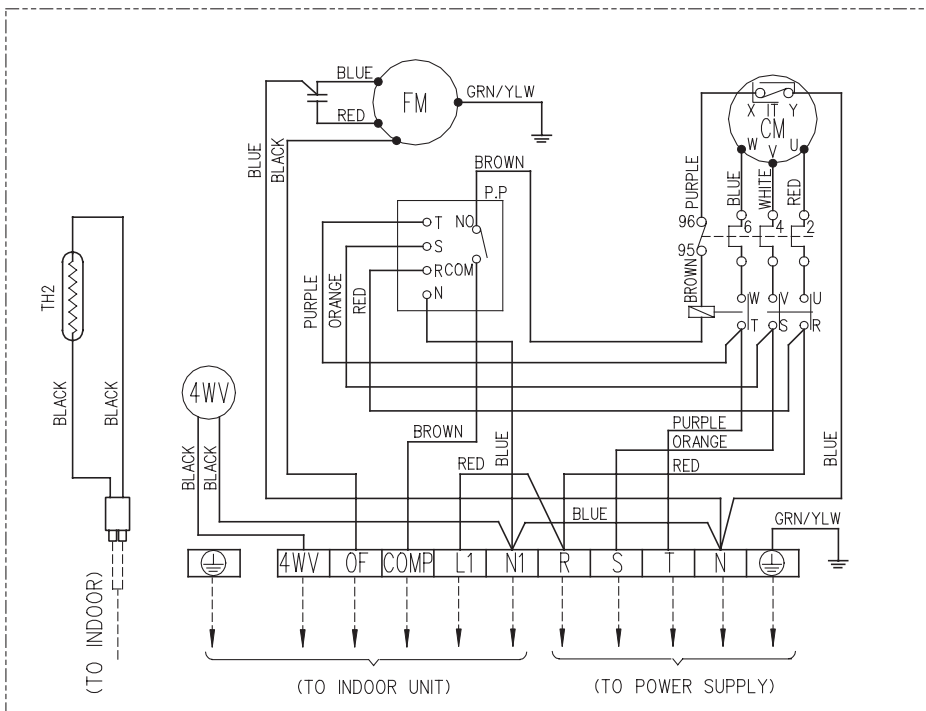 BLUE
FM
GRN/YLW
RED
BLUE
BLACK
X IT Y
CM
W V U
PURPLE
BLUE
WHITE
RED
BROWN
P.P
T NO
S
R COM
N
96
95
6 4 2
BROWN
W V U
T S R
TH2
PURPLE
ORANGE
RED
BLACK
BLACK
4WV
BLACK
BLACK
BROWN
BLUE
RED
PURPLE
ORANGE
RED
BLUE
BLUE
GRN/YLW
4WV OF COMP L1 N1 R S T N
(TO INDOOR)
(TO INDOOR UNIT)
(TO POWER SUPPLY)